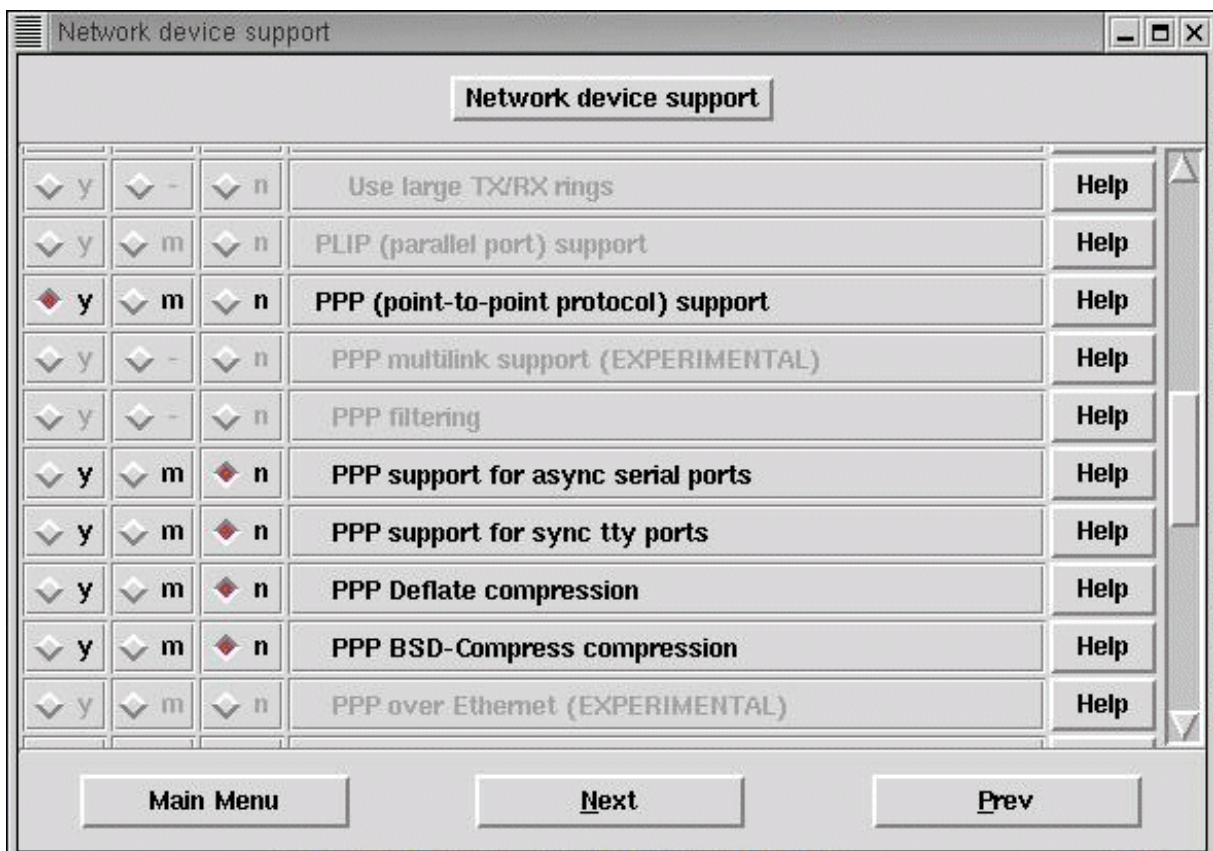 Network device support
Network device support
y - n Use large TX/RX rings Help
y m n PLIP (parallel port) support Help
y m n PPP (point-to-point protocol) support Help
y - n PPP multilink support (EXPERIMENTAL) Help
y - n PPP filtering Help
y m n PPP support for async serial ports Help
y m n PPP support for sync tty ports Help
y m n PPP Deflate compression Help
y m n PPP BSD-Compress compression Help
y m n PPP over Ethernet (EXPERIMENTAL) Help
Main Menu Next Prev